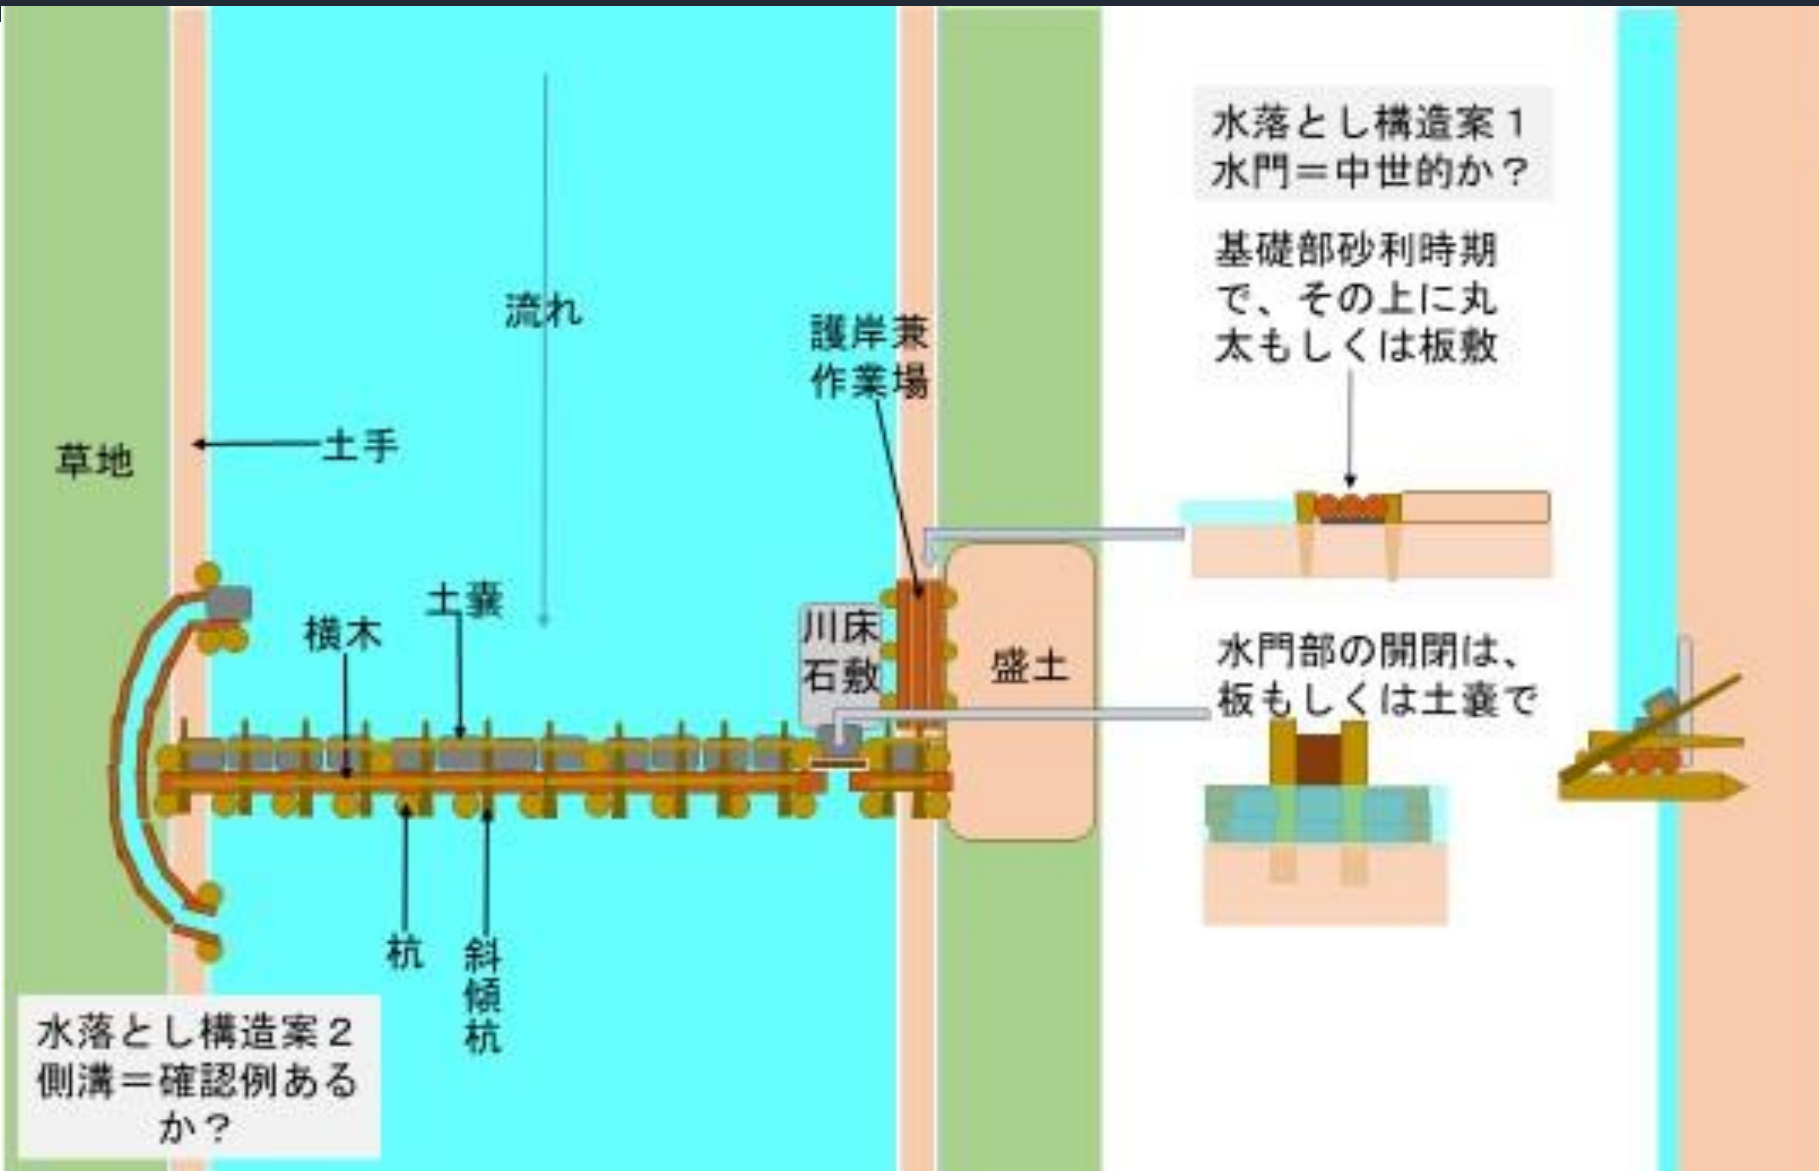 水落とし構造案１
水門＝中世的か？
基礎部砂利時期
で、その上に丸
太もしくは板敷
流れ
護岸兼
作業場
土手
草地
土嚢
横木
川床
石敷
盛土
水門部の開閉は、
板もしくは土嚢で
杭
斜
傾
杭
水落とし構造案２
側溝＝確認例ある
か？